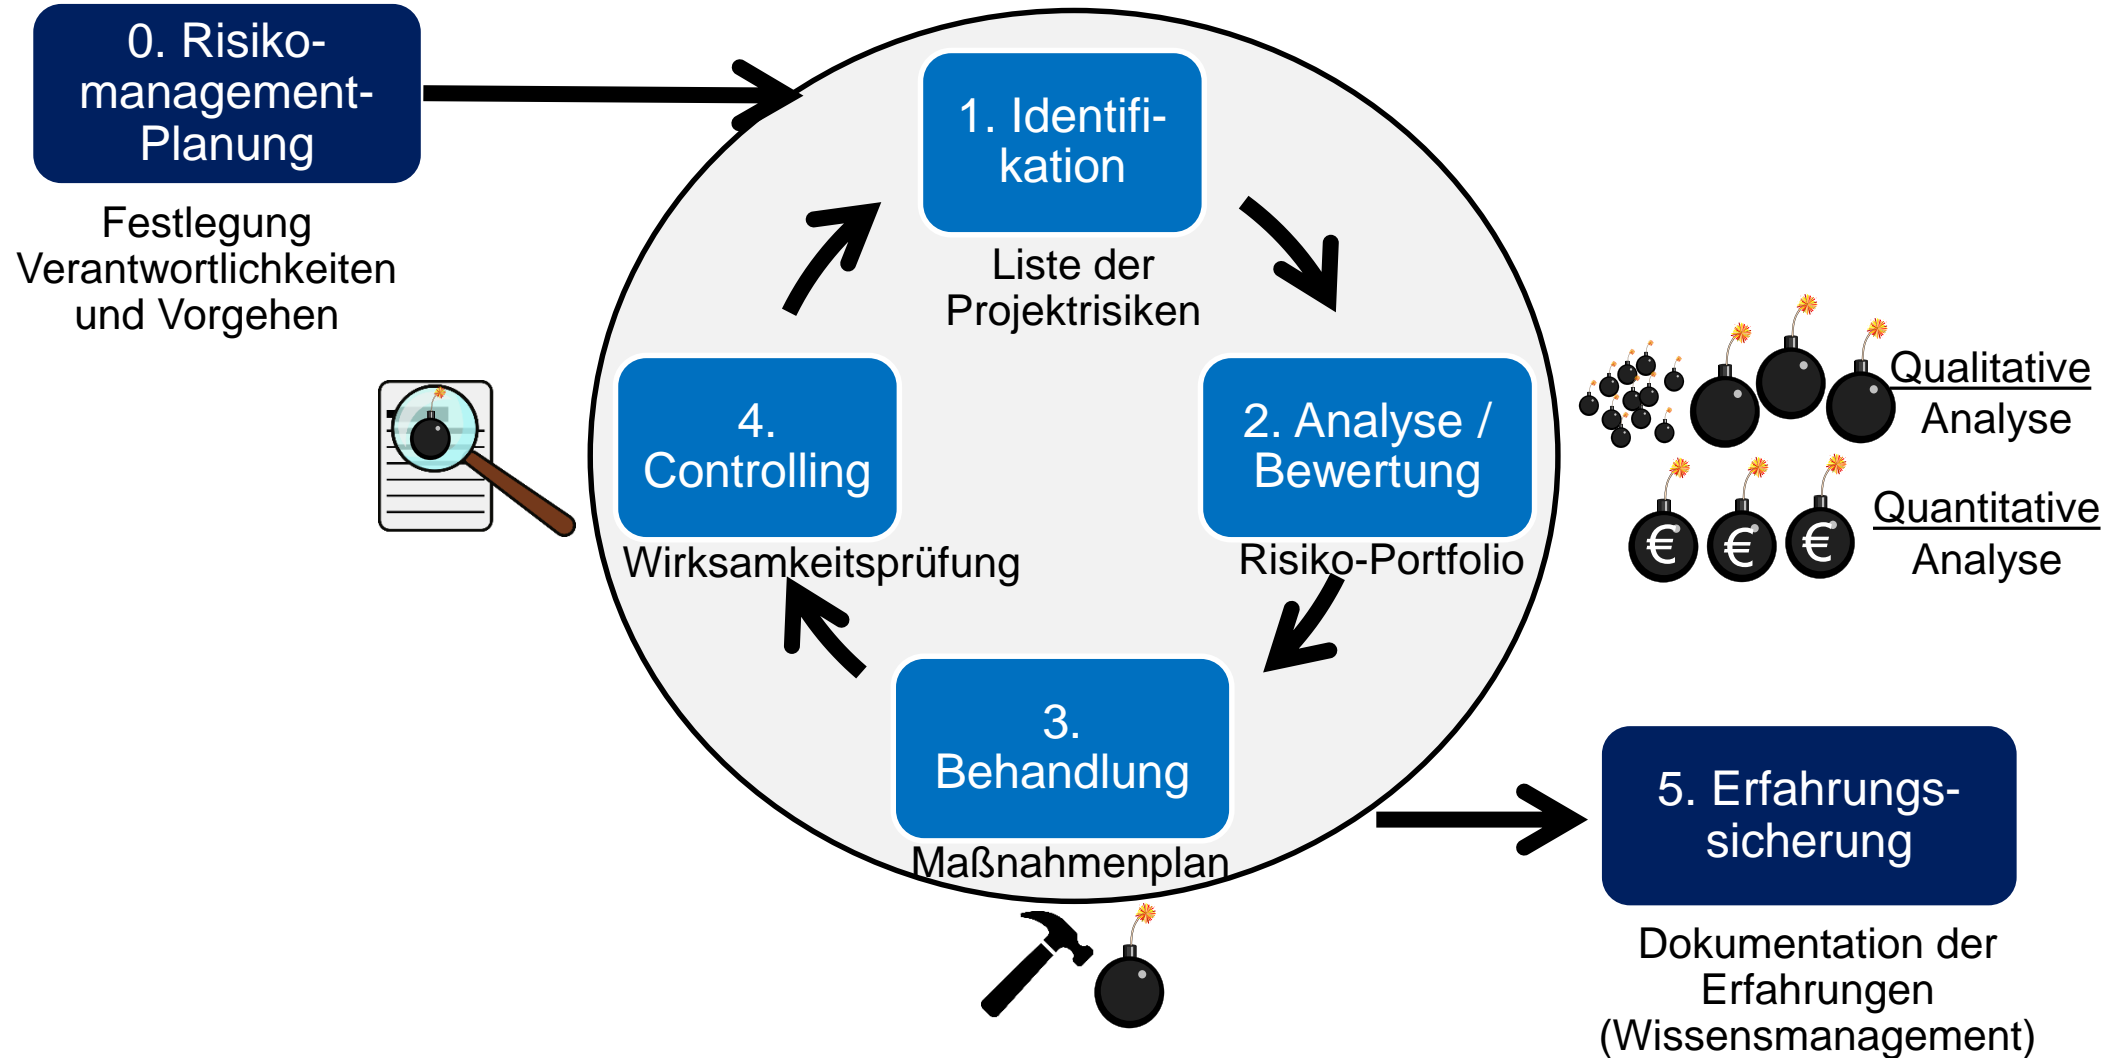 0. Risiko-
management-
Planung
Festlegung
Verantwortlichkeiten
und Vorgehen
1. Identifi-
kation
Liste der
Projektrisiken
2. Analyse /
Bewertung
Risiko-Portfolio
Qualitative
Analyse
€ € €
Quantitative
Analyse
3.
Behandlung
Maßnahmenplan
4.
Controlling
Wirksamkeitsprüfung
5. Erfahrungs-
sicherung
Dokumentation der
Erfahrungen
(Wissensmanagement)